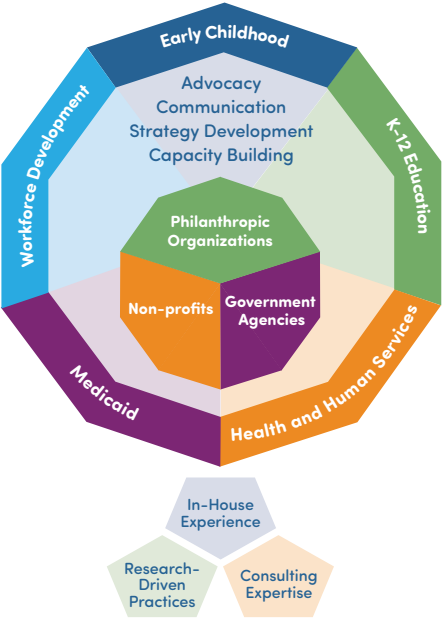 Early Childhood
Workforce Development
K-12 Education
Advocacy
Communication
Strategy Development
Capacity Building
Philanthropic
Organizations
Non-profits
Government
Agencies
Medicaid
Health and Human Services
In-House
Experience
Research-
Driven
Practices
Consulting
Expertise